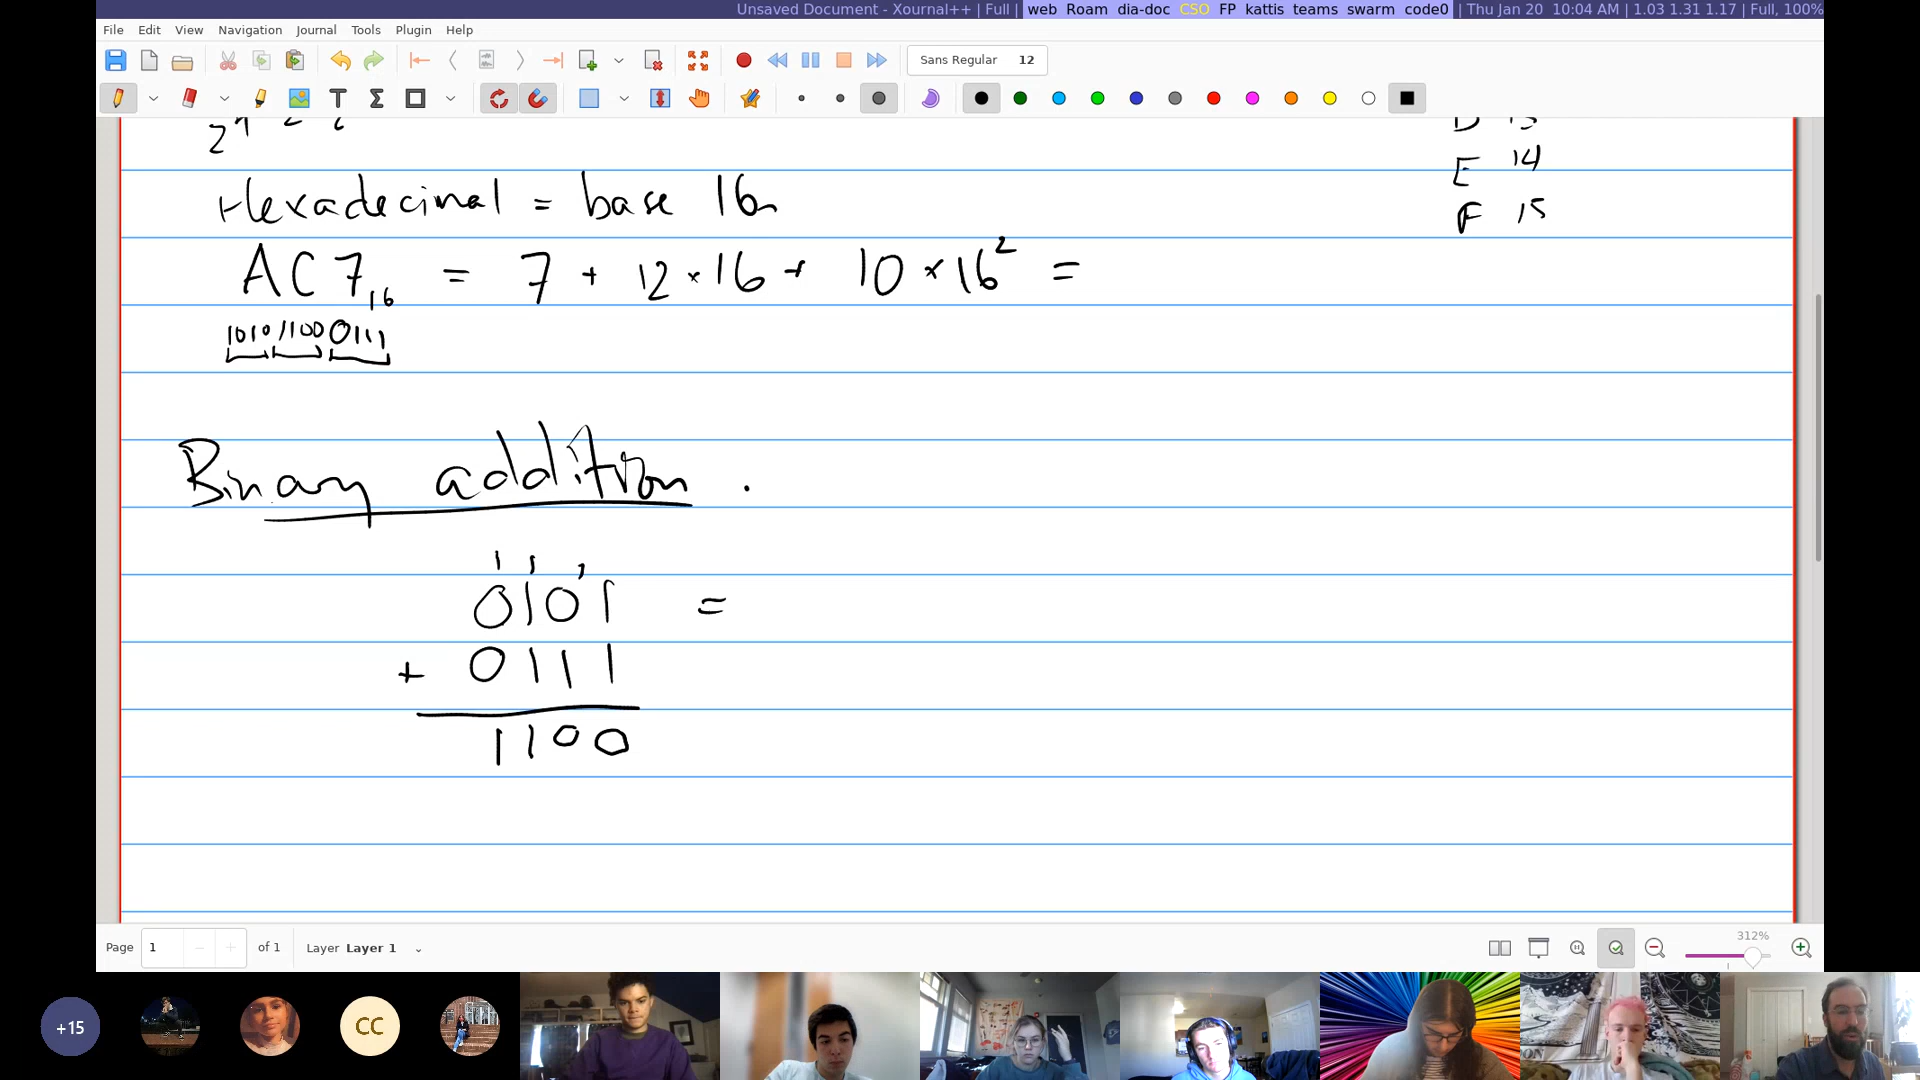 Unsaved Document - Xournal++ | Full | web Roam dia-doc CSO FP kattis teams swarm code0 | Thu Jan 20 10:04 AM | 1.03 1.31 1.17 | Full, 100%
File Edit View Navigation Journal Tools Plugin Help
Sans Regular 12
E 14
Hexadecimal = base 16
F 15
AC7₁₆ = 7 + 12 × 16 + 10 × 16² =
1010 1100 0111
Binary addition .
1 1 1
0101 =
+ 0111
1100
Page 1 of 1 Layer Layer 1
312%
+15
CC